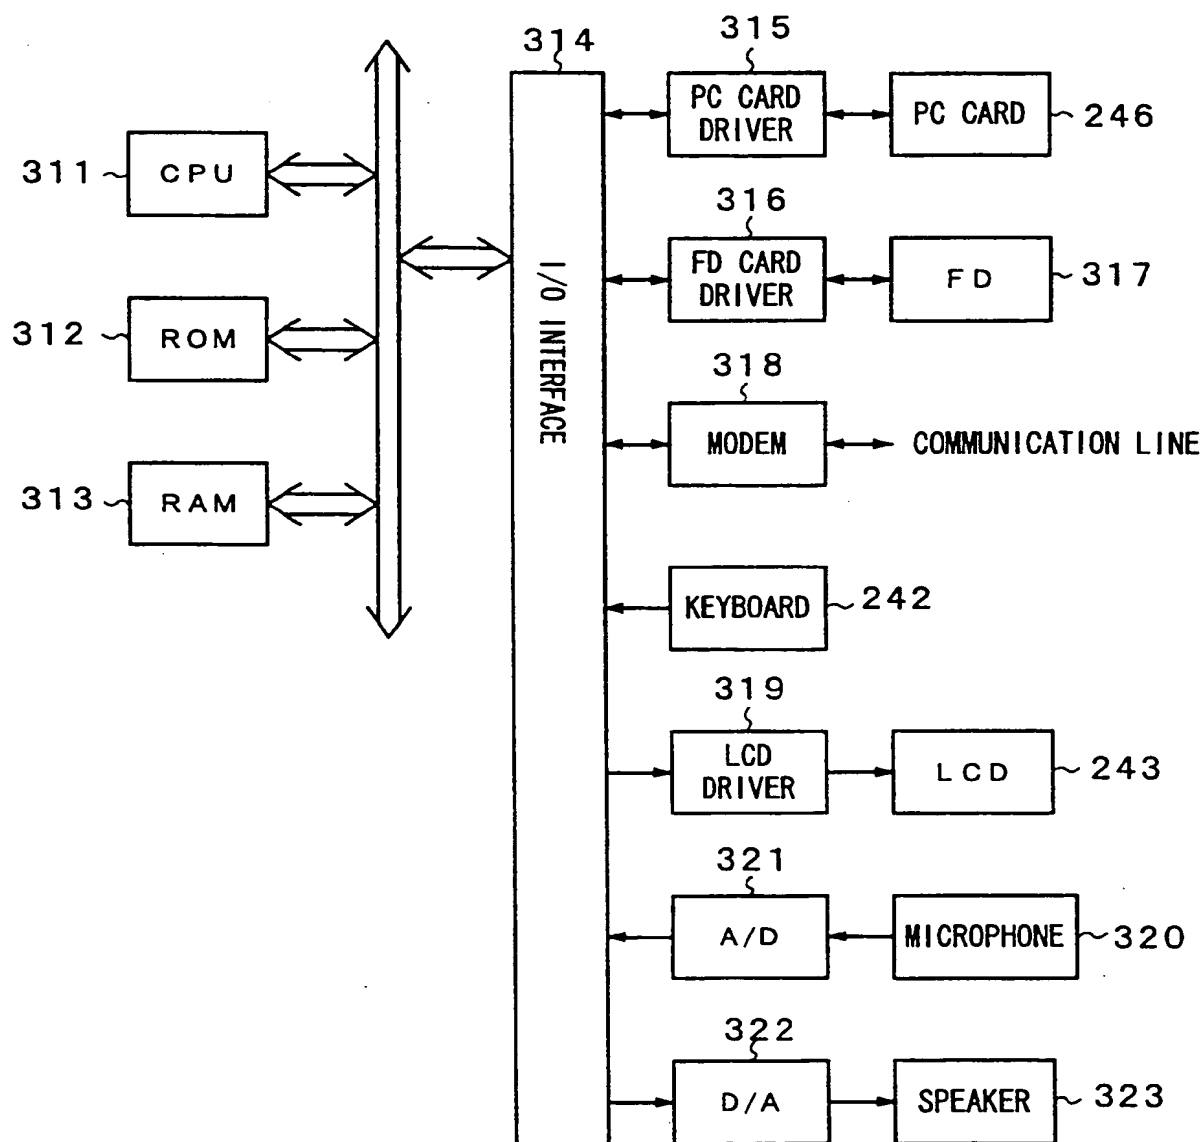 314
315
PC CARD
DRIVER
PC CARD
246
311
CPU
316
FD CARD
DRIVER
FD
317
I/O INTERFACE
312
ROM
318
MODEM
COMMUNICATION LINE
313
RAM
KEYBOARD
242
319
LCD
DRIVER
LCD
243
321
A/D
MICROPHONE
320
322
D/A
SPEAKER
323